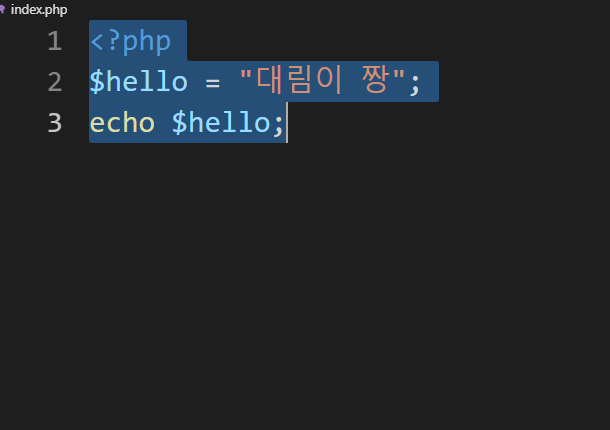 index.php
1 <?php
2 $hello = "대림이 짱";
3 echo $hello;